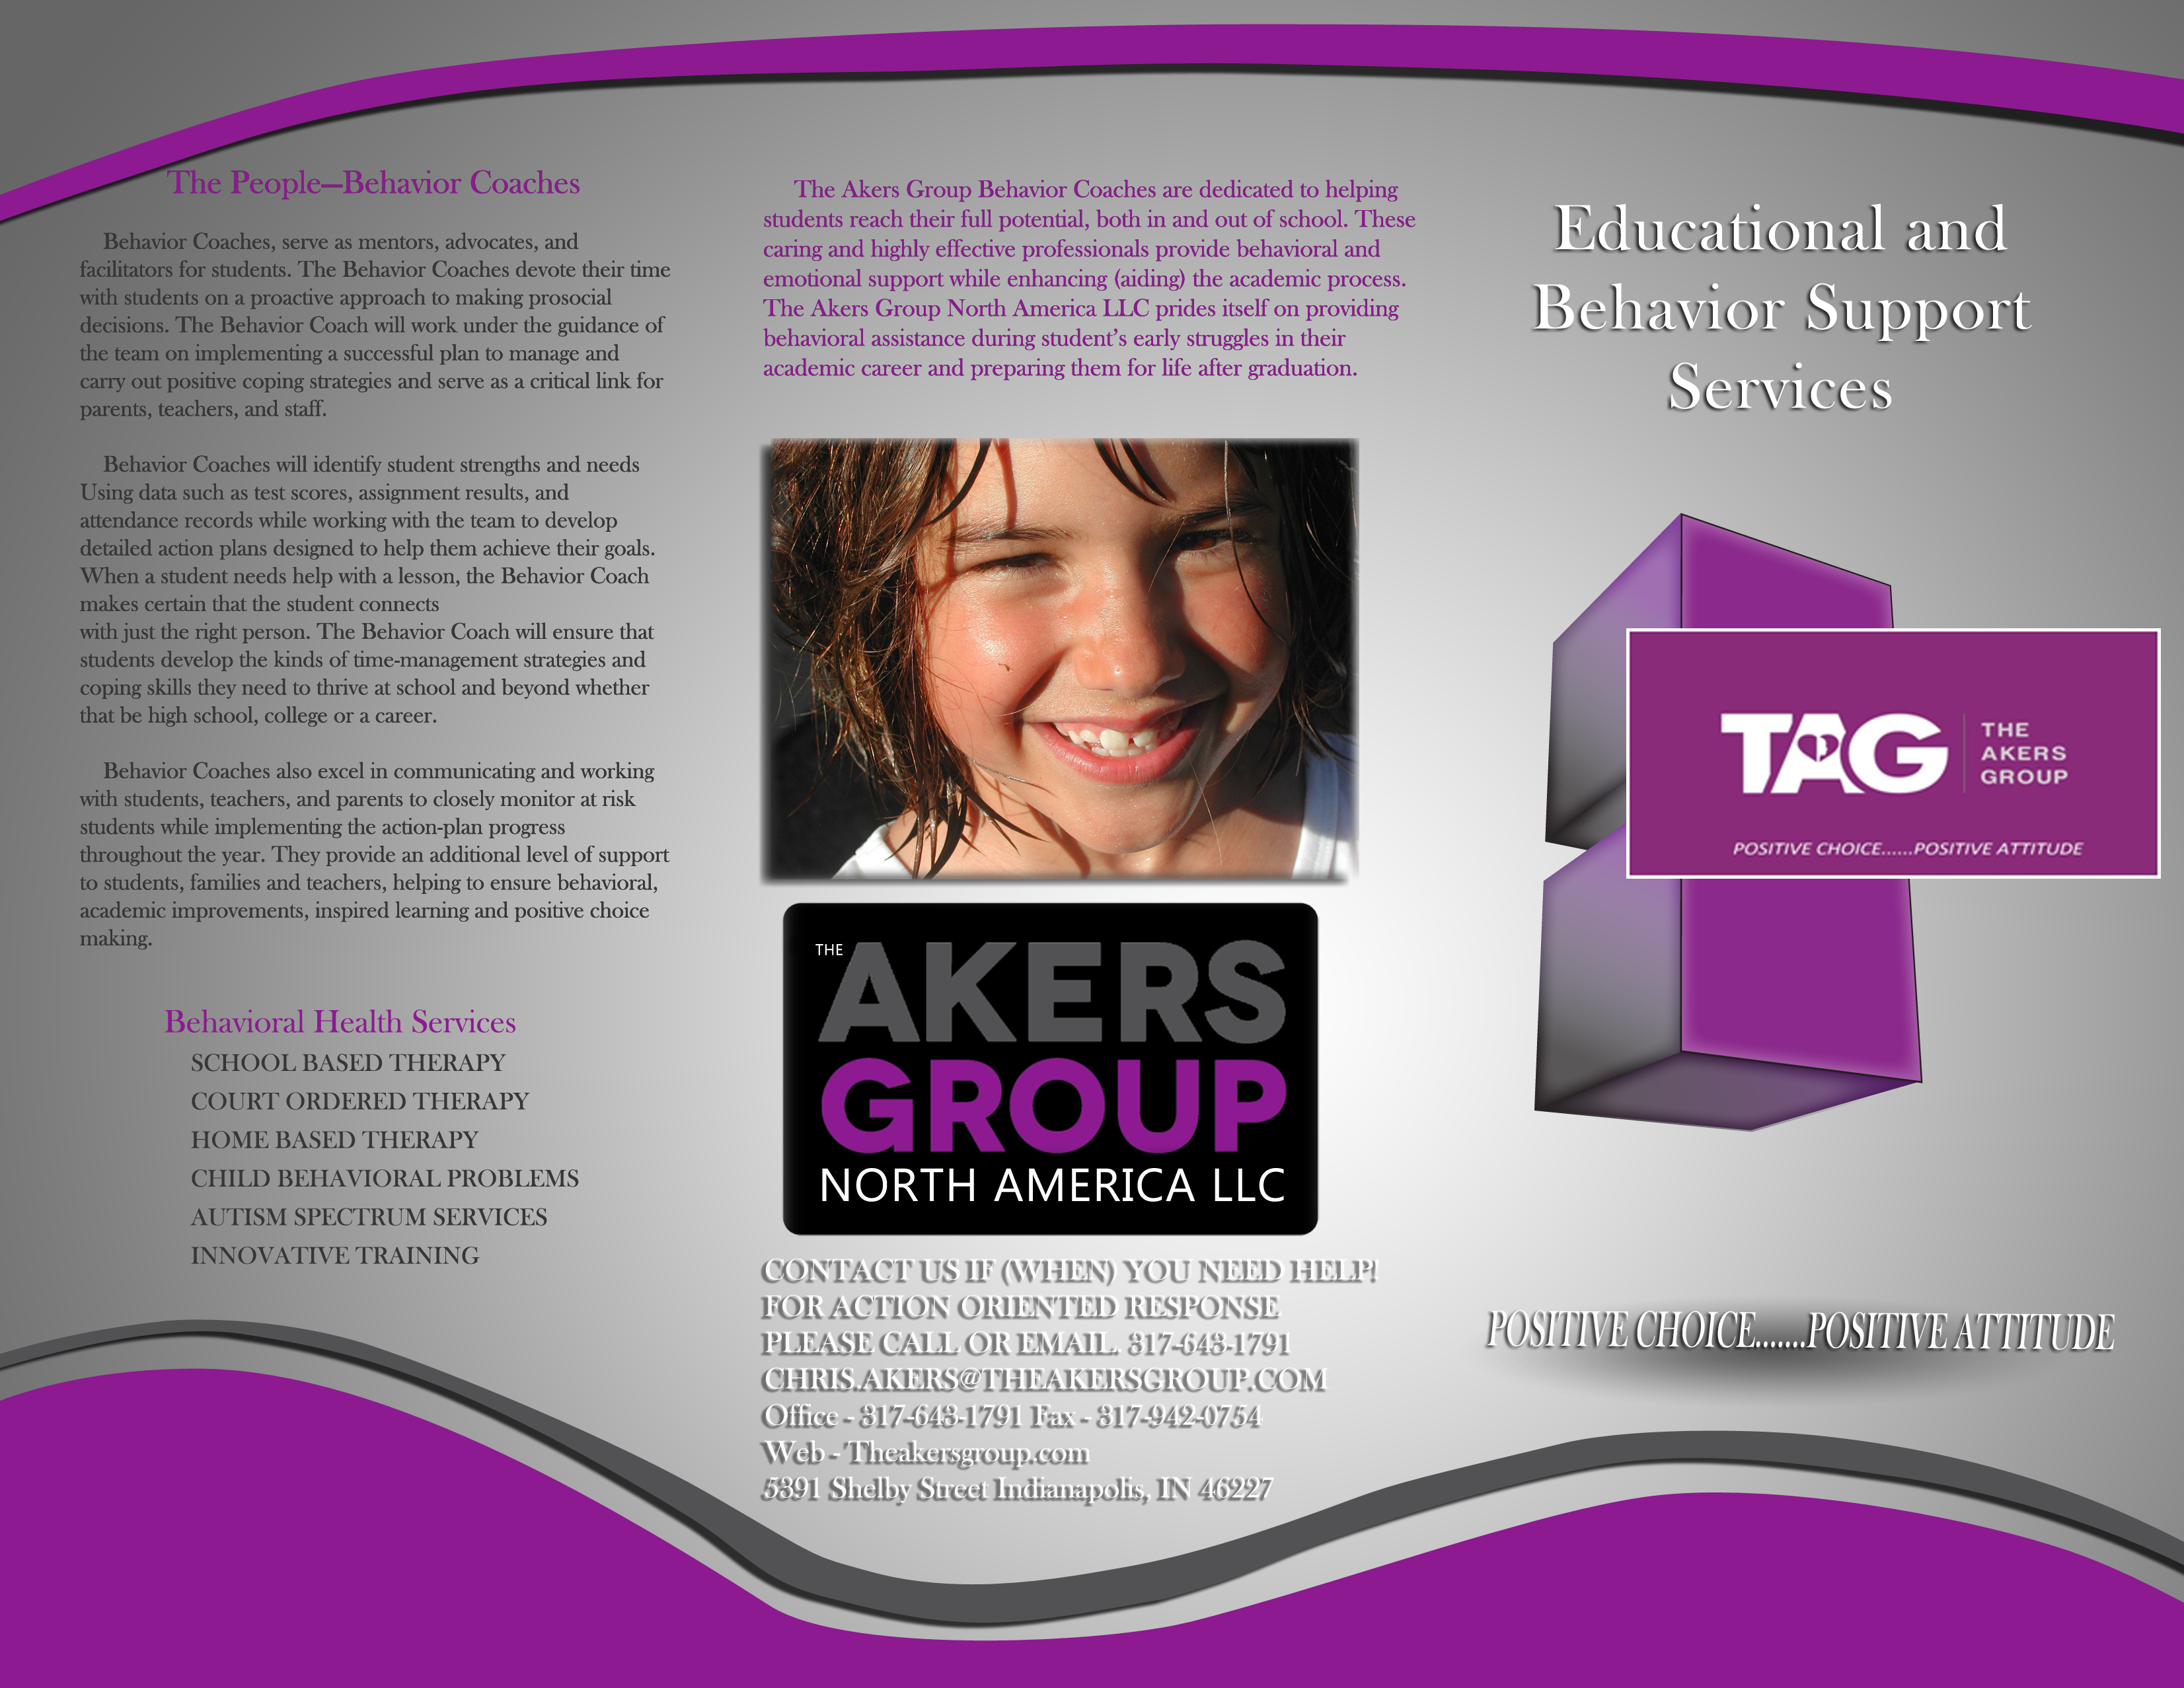 The People—Behavior Coaches
Behavior Coaches, serve as mentors, advocates, and
facilitators for students. The Behavior Coaches devote their time
with students on a proactive approach to making prosocial
decisions. The Behavior Coach will work under the guidance of
the team on implementing a successful plan to manage and
carry out positive coping strategies and serve as a critical link for
parents, teachers, and staff.
Behavior Coaches will identify student strengths and needs
Using data such as test scores, assignment results, and
attendance records while working with the team to develop
detailed action plans designed to help them achieve their goals.
When a student needs help with a lesson, the Behavior Coach
makes certain that the student connects
with just the right person. The Behavior Coach will ensure that
students develop the kinds of time-management strategies and
coping skills they need to thrive at school and beyond whether
that be high school, college or a career.
Behavior Coaches also excel in communicating and working
with students, teachers, and parents to closely monitor at risk
students while implementing the action-plan progress
throughout the year. They provide an additional level of support
to students, families and teachers, helping to ensure behavioral,
academic improvements, inspired learning and positive choice
making.
Behavioral Health Services
SCHOOL BASED THERAPY
COURT ORDERED THERAPY
HOME BASED THERAPY
CHILD BEHAVIORAL PROBLEMS
AUTISM SPECTRUM SERVICES
INNOVATIVE TRAINING
The Akers Group Behavior Coaches are dedicated to helping
students reach their full potential, both in and out of school. These
caring and highly effective professionals provide behavioral and
emotional support while enhancing (aiding) the academic process.
The Akers Group North America LLC prides itself on providing
behavioral assistance during student’s early struggles in their
academic career and preparing them for life after graduation.
THE
AKERS
GROUP
NORTH AMERICA LLC
CONTACT US IF (WHEN) YOU NEED HELP!
FOR ACTION ORIENTED RESPONSE
PLEASE CALL OR EMAIL. 317-643-1791
CHRIS.AKERS@THEAKERSGROUP.COM
Office - 317-643-1791 Fax - 317-942-0754
Web - Theakersgroup.com
5391 Shelby Street Indianapolis, IN 46227
Educational and
Behavior Support
Services
TAG
THE
AKERS
GROUP
POSITIVE CHOICE......POSITIVE ATTITUDE
POSITIVE CHOICE.......POSITIVE ATTITUDE